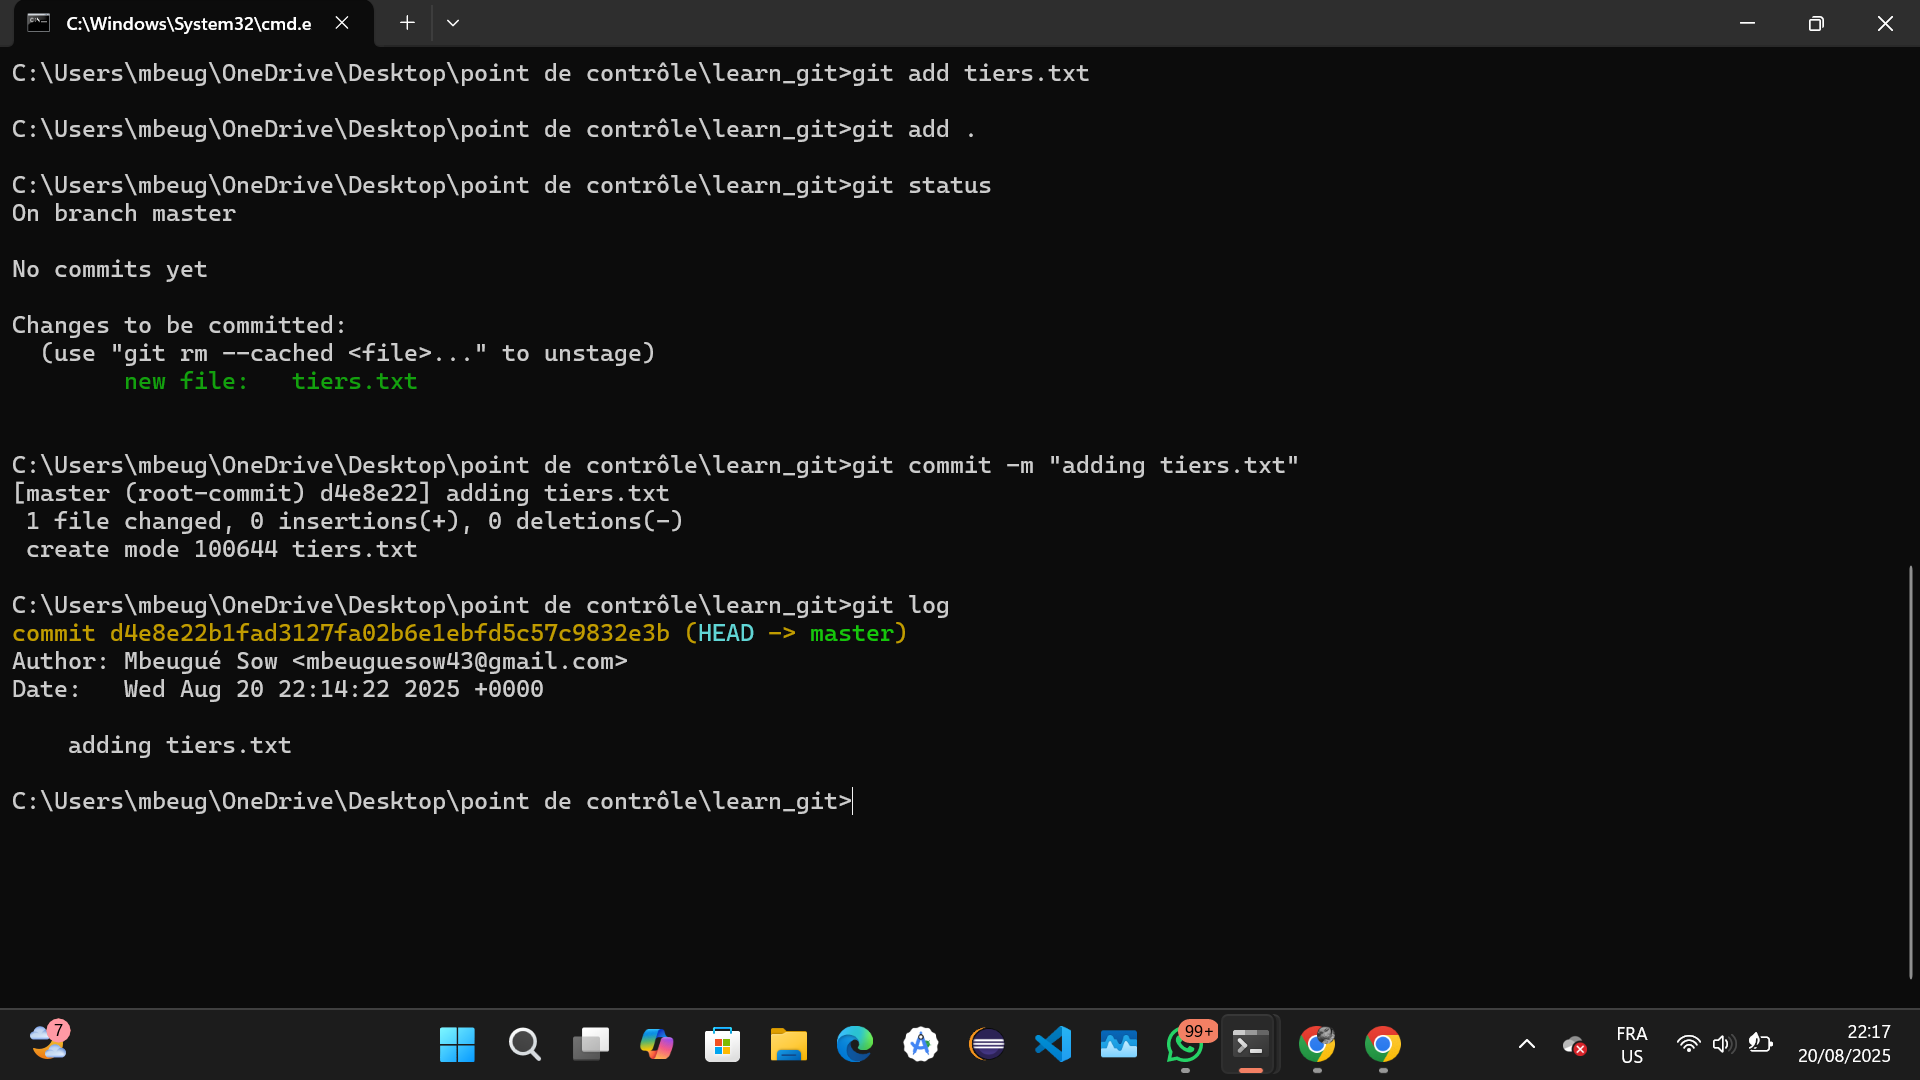 C:\Windows\System32\cmd.e
C:\Users\mbeug\OneDrive\Desktop\point de contrôle\learn_git>git add tiers.txt
C:\Users\mbeug\OneDrive\Desktop\point de contrôle\learn_git>git add .
C:\Users\mbeug\OneDrive\Desktop\point de contrôle\learn_git>git status
On branch master
No commits yet
Changes to be committed:
  (use "git rm --cached <file>..." to unstage)
        new file:   tiers.txt
C:\Users\mbeug\OneDrive\Desktop\point de contrôle\learn_git>git commit -m "adding tiers.txt"
[master (root-commit) d4e8e22] adding tiers.txt
 1 file changed, 0 insertions(+), 0 deletions(-)
 create mode 100644 tiers.txt
C:\Users\mbeug\OneDrive\Desktop\point de contrôle\learn_git>git log
commit d4e8e22b1fad3127fa02b6e1ebfd5c57c9832e3b (HEAD -> master)
Author: Mbeugué Sow <mbeuguesow43@gmail.com>
Date:   Wed Aug 20 22:14:22 2025 +0000
    adding tiers.txt
C:\Users\mbeug\OneDrive\Desktop\point de contrôle\learn_git>
7
99+
FRA
US
22:17
20/08/2025